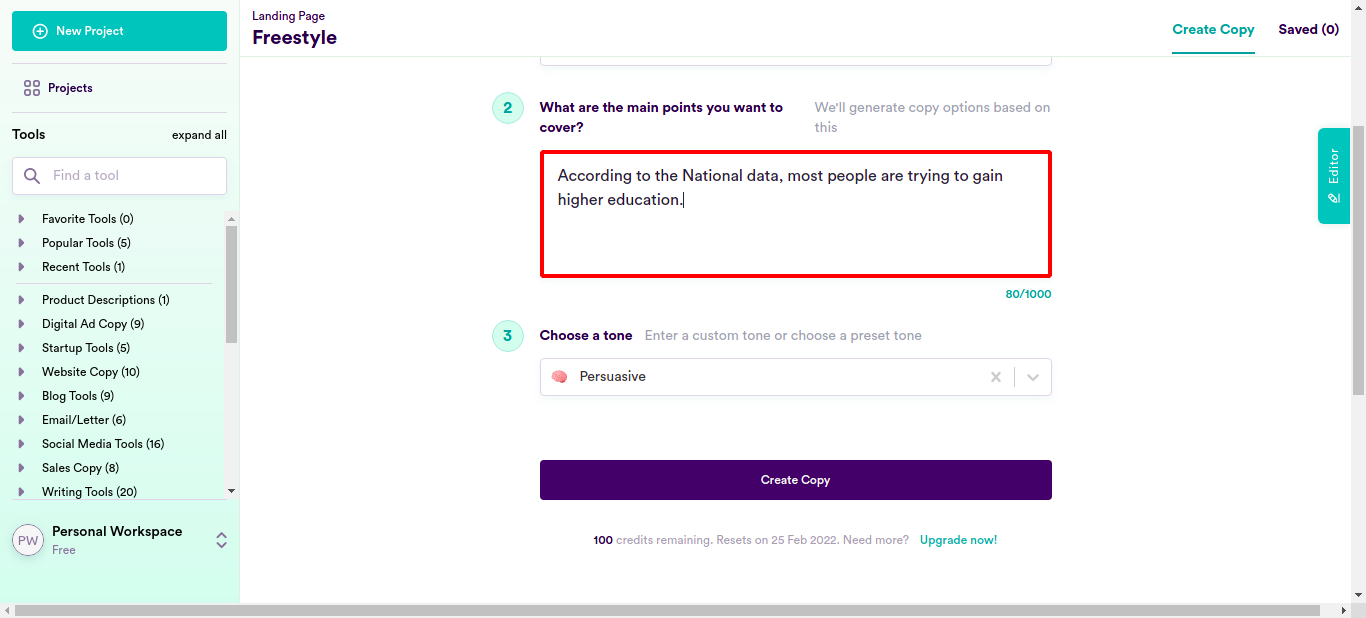 New Project
Projects
Tools
expand all
Find a tool
Favorite Tools (0)
Popular Tools (5)
Recent Tools (1)
Product Descriptions (1)
Digital Ad Copy (9)
Startup Tools (5)
Website Copy (10)
Blog Tools (9)
Email/Letter (6)
Social Media Tools (16)
Sales Copy (8)
Writing Tools (20)
PW
Personal Workspace
Free
Landing Page
Freestyle
Create Copy
Saved (0)
2
What are the main points you want to
cover?
We'll generate copy options based on
this
According to the National data, most people are trying to gain
higher education.
80/1000
3
Choose a tone
Enter a custom tone or choose a preset tone
Persuasive
Create Copy
100 credits remaining. Resets on 25 Feb 2022. Need more? Upgrade now!
Editor